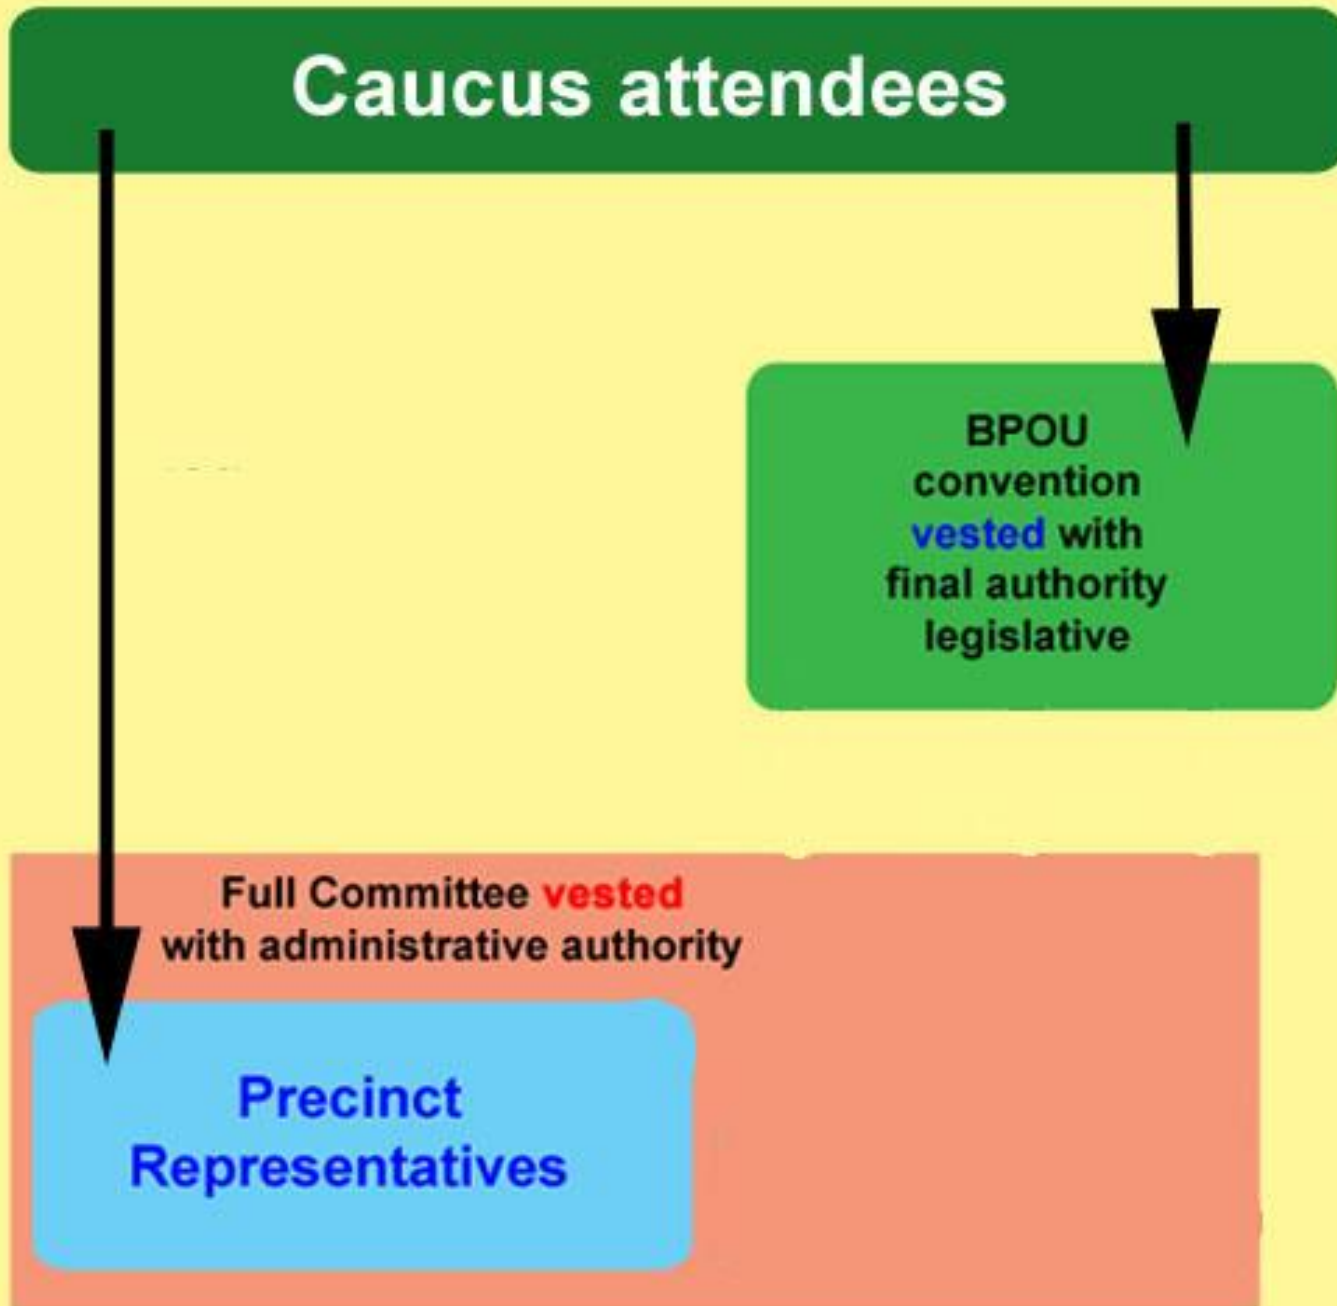 Caucus attendees
BPOU
convention
vested with
final authority
legislative
Full Committee vested
with administrative authority
Precinct
Representatives